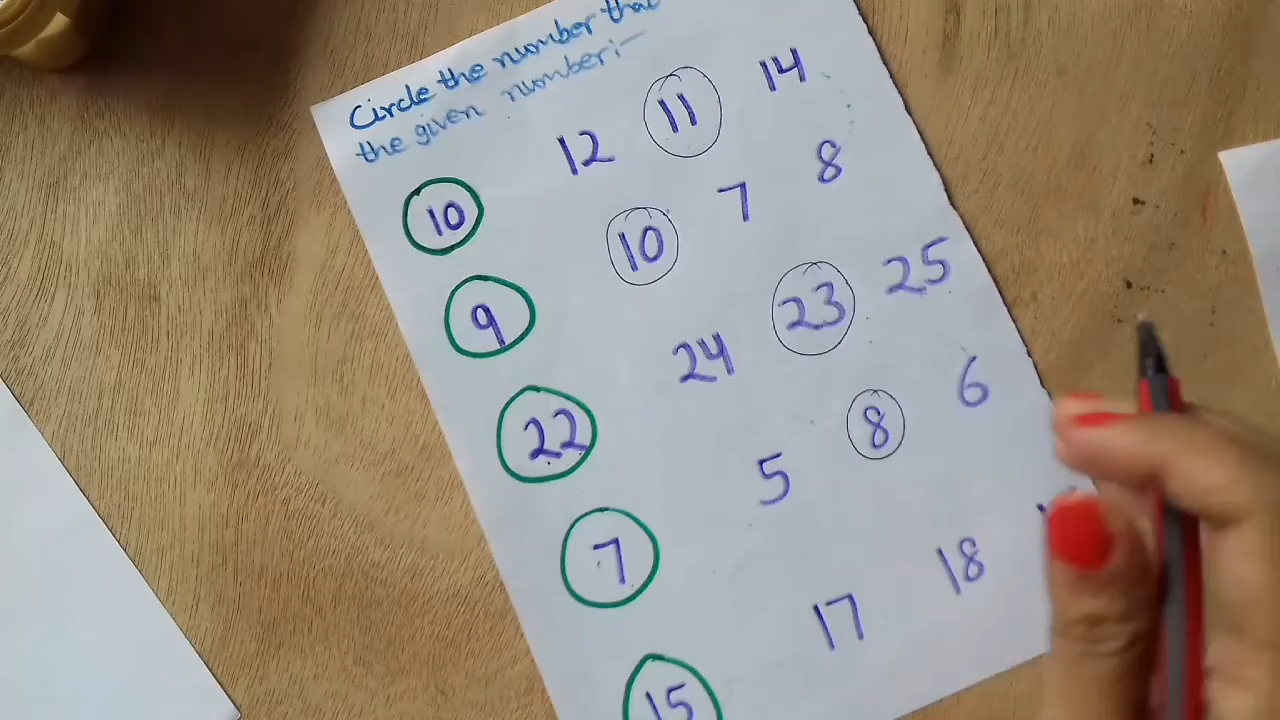 Circle the number that
the given number:-
10 12 11 14
9 10 7 8
22 24 23 25
7 5 8 6
15 17 18